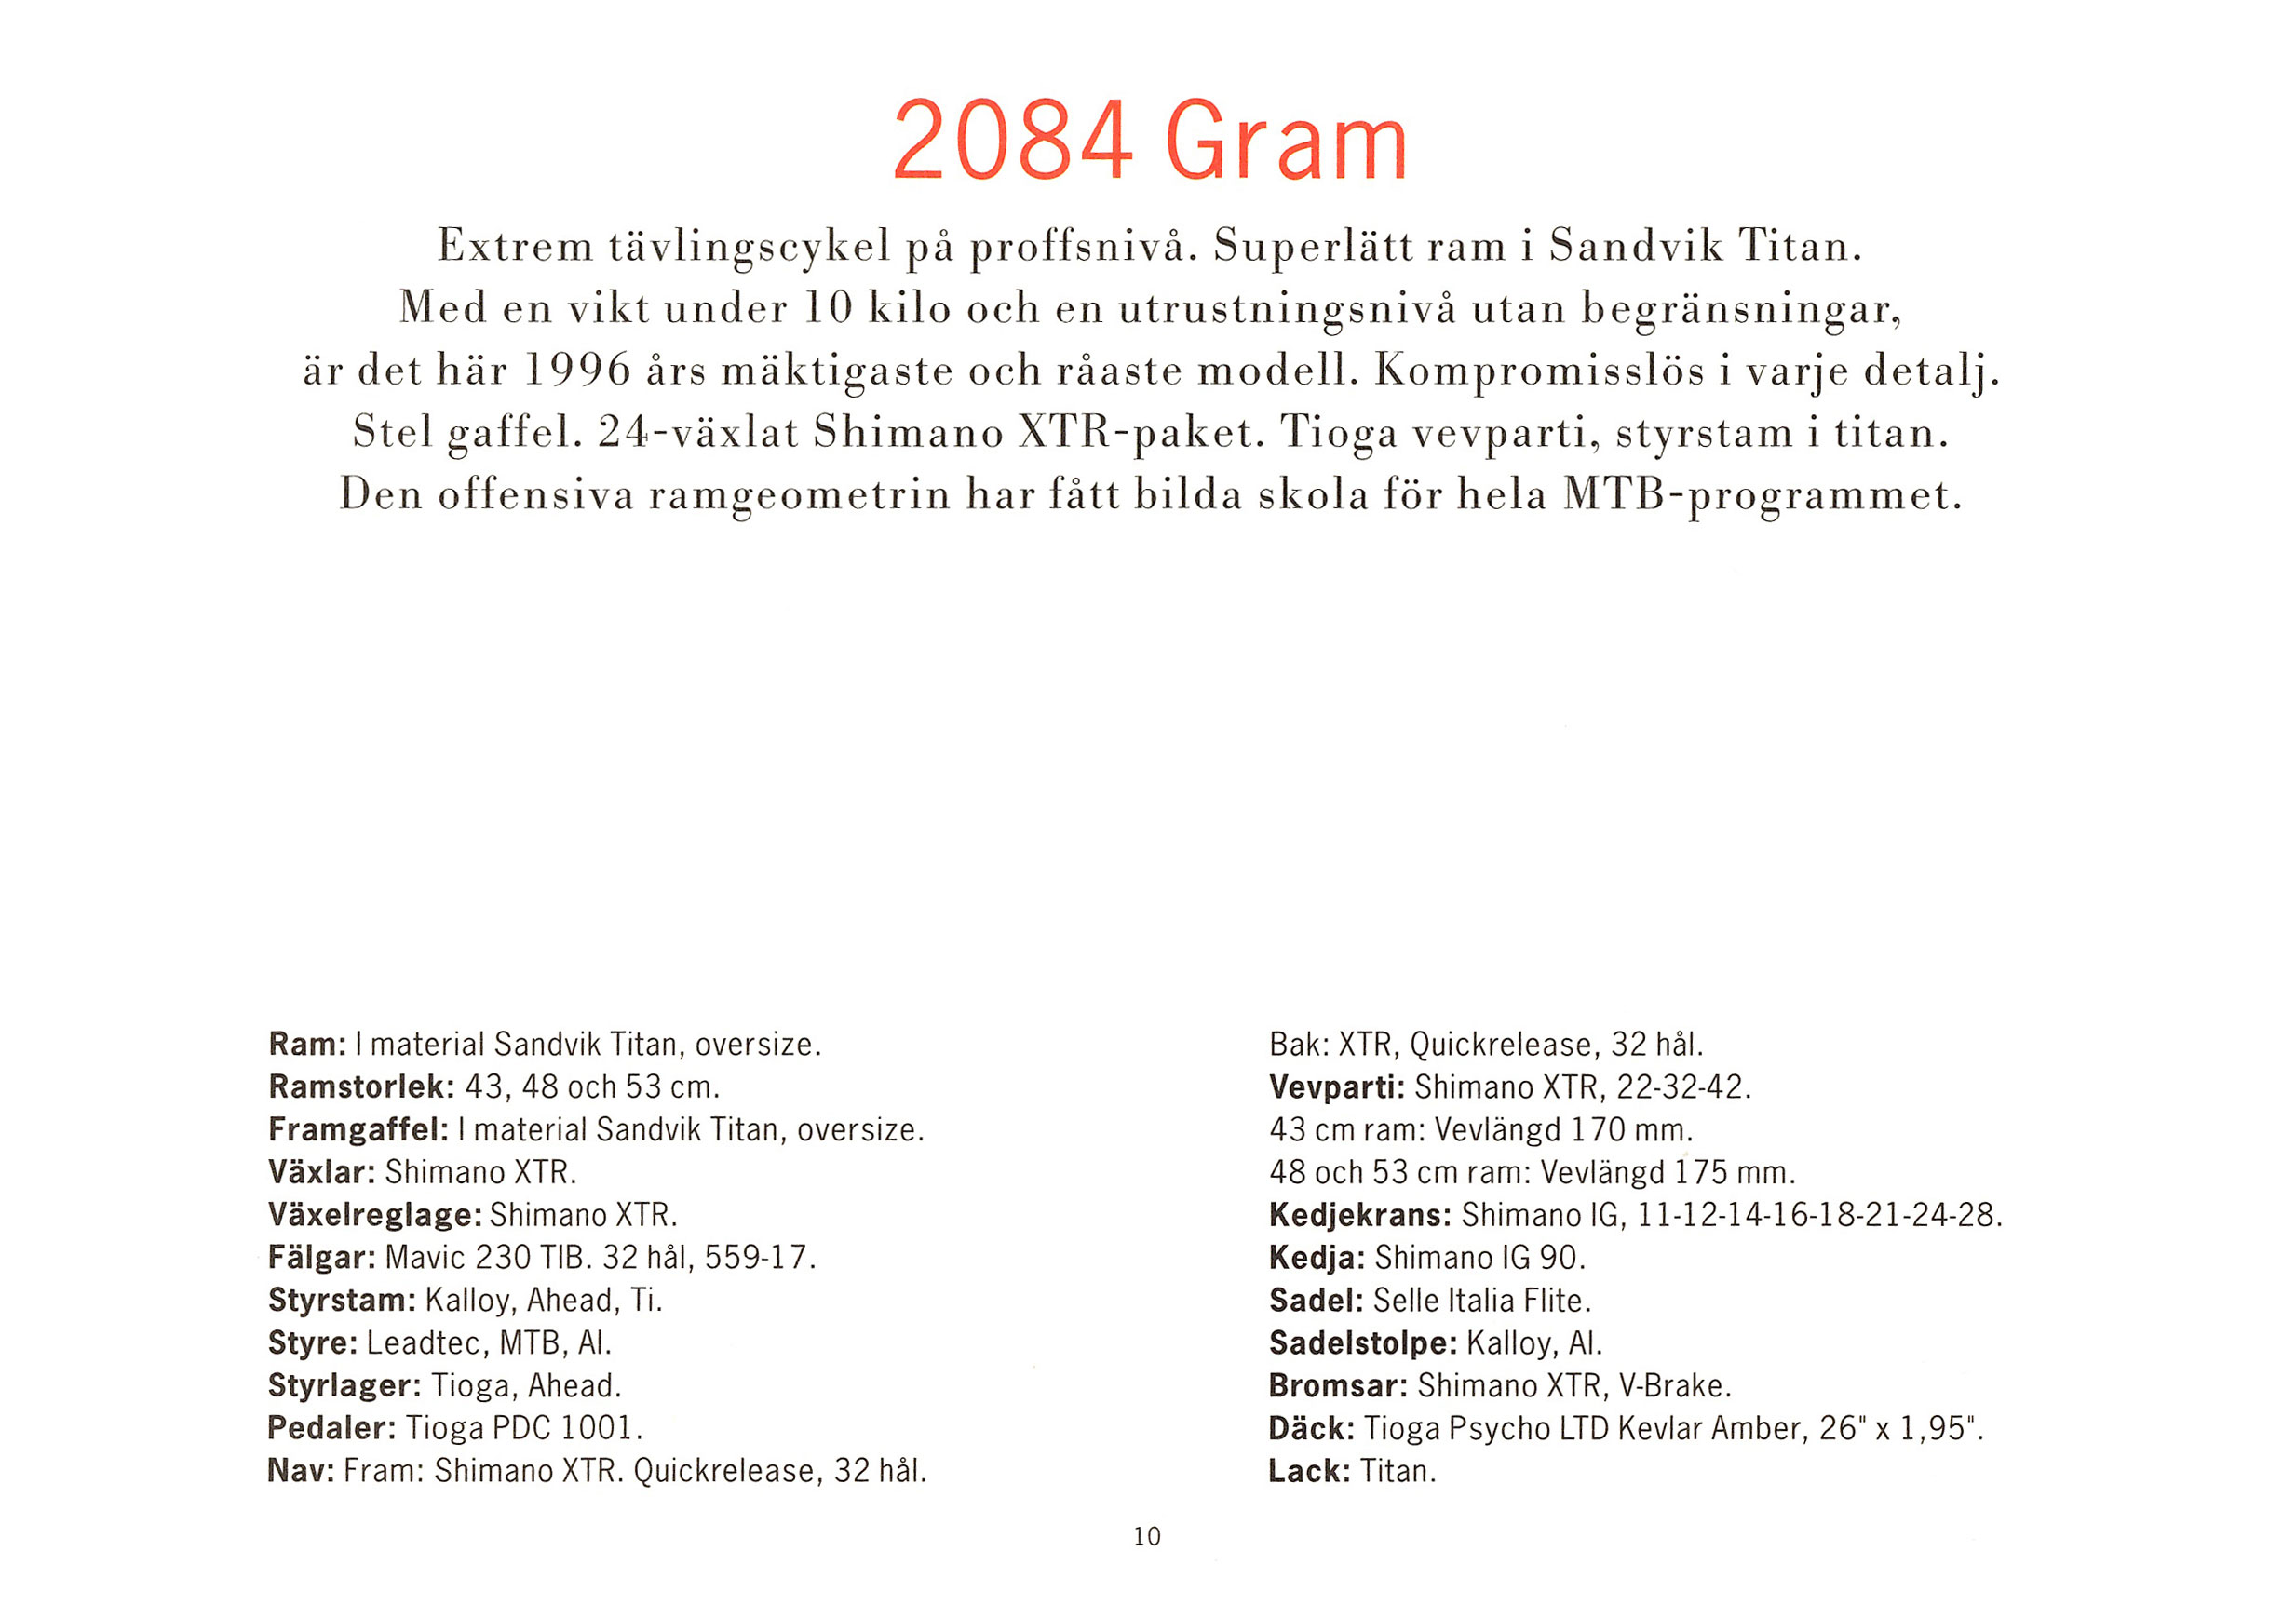 2084 Gram
Extrem tävlingscykel på proffsnivå. Superlätt ram i Sandvik Titan.
Med en vikt under 10 kilo och en utrustningsnivå utan begränsningar,
är det här 1996 års mäktigaste och råaste modell. Kompromisslös i varje detalj.
Stel gaffel. 24-växlat Shimano XTR-paket. Tioga vevparti, styrstam i titan.
Den offensiva ramgeometrin har fått bilda skola för hela MTB-programmet.
Ram: I material Sandvik Titan, oversize.
Ramstorlek: 43, 48 och 53 cm.
Framgaffel: I material Sandvik Titan, oversize.
Växlar: Shimano XTR.
Växelreglage: Shimano XTR.
Fälgar: Mavic 230 TIB. 32 hål, 559-17.
Styrstam: Kalloy, Ahead, Ti.
Styre: Leadtec, MTB, Al.
Styrlager: Tioga, Ahead.
Pedaler: Tioga PDC 1001.
Nav: Fram: Shimano XTR. Quickrelease, 32 hål.
Bak: XTR, Quickrelease, 32 hål.
Vevparti: Shimano XTR, 22-32-42.
43 cm ram: Vevlängd 170 mm.
48 och 53 cm ram: Vevlängd 175 mm.
Kedjekrans: Shimano IG, 11-12-14-16-18-21-24-28.
Kedja: Shimano IG 90.
Sadel: Selle Italia Flite.
Sadelstolpe: Kalloy, Al.
Bromsar: Shimano XTR, V-Brake.
Däck: Tioga Psycho LTD Kevlar Amber, 26" x 1,95".
Lack: Titan.
10